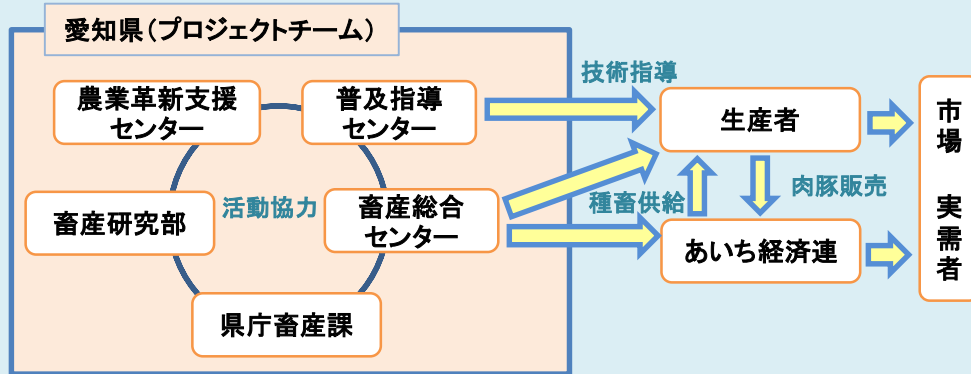 愛知県(プロジェクトチーム)
農業革新支援
センター
普及指導
センター
畜産研究部
活動協力
畜産総合
センター
県庁畜産課
技術指導
生産者
種畜供給
肉豚販売
あいち経済連
市場 実需者